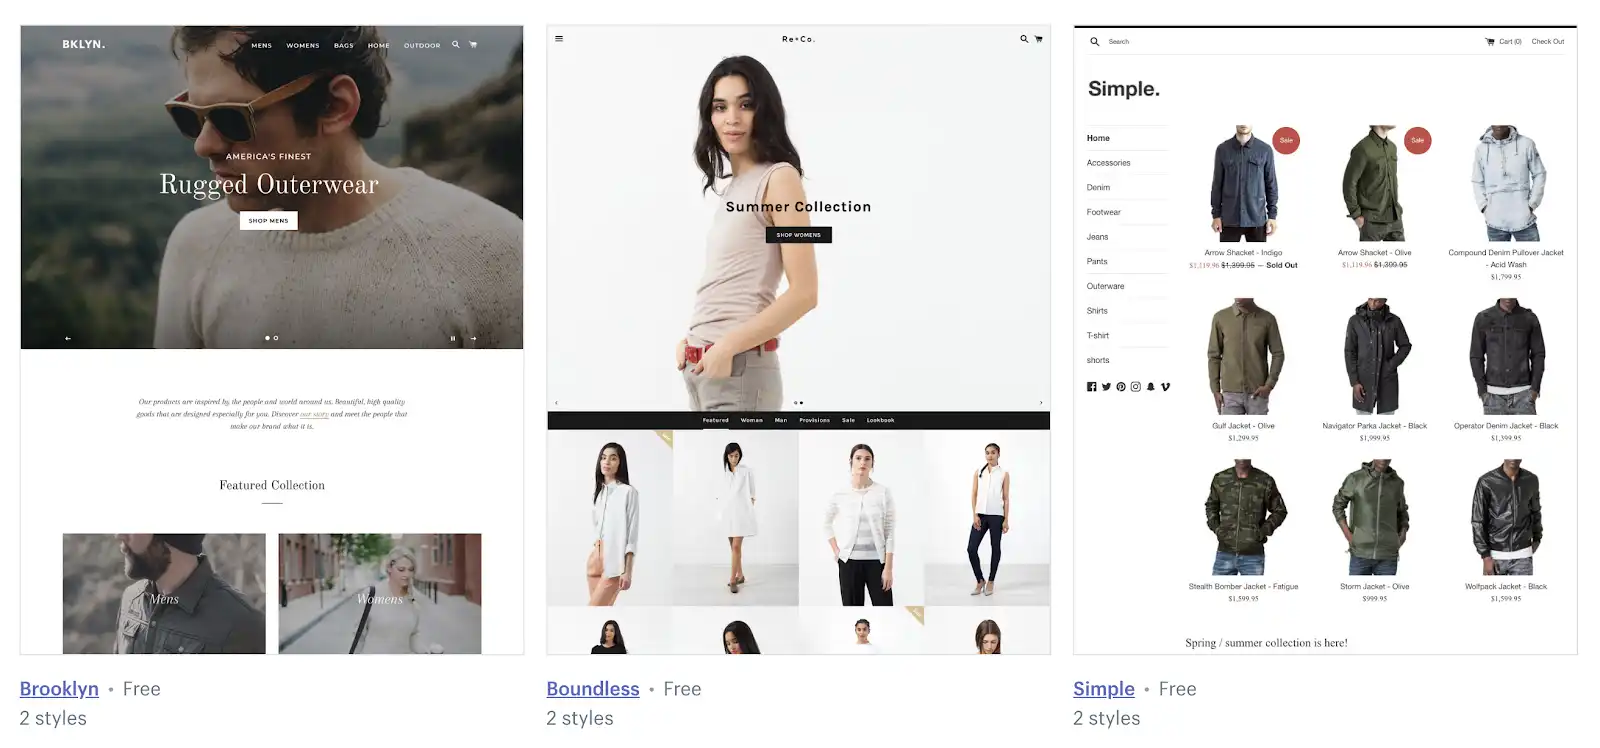 BKLYN.
MENS WOMENS BAGS HOME OUTDOOR
AMERICA'S FINEST
Rugged Outerwear
SHOP MENS
Our products are inspired by the people and world around us. Beautiful, high quality
goods that are designed especially for you. Discover our story and meet the people that
make our brand what it is.
Featured Collection
Mens
Womens
Brooklyn • Free
2 styles
Re+Co.
Summer Collection
SHOP WOMENS
Featured Woman Man Provisions Sale Lookbook
Boundless • Free
2 styles
Search
Cart (0) Check Out
Simple.
Home
Accessories
Denim
Footwear
Jeans
Pants
Outerware
Shirts
T-shirt
shorts
Sale
Sale
Arrow Shacket - Indigo
$1,119.96 $1,399.95 — Sold Out
Arrow Shacket - Olive
$1,119.96 $1,399.95
Compound Denim Pullover Jacket
- Acid Wash
$1,799.95
Gulf Jacket - Olive
$1,299.95
Navigator Parka Jacket - Black
$1,999.95
Operator Denim Jacket - Black
$1,399.95
Stealth Bomber Jacket - Fatigue
$1,599.95
Storm Jacket - Olive
$999.95
Wolfpack Jacket - Black
$1,599.95
Spring / summer collection is here!
Simple • Free
2 styles